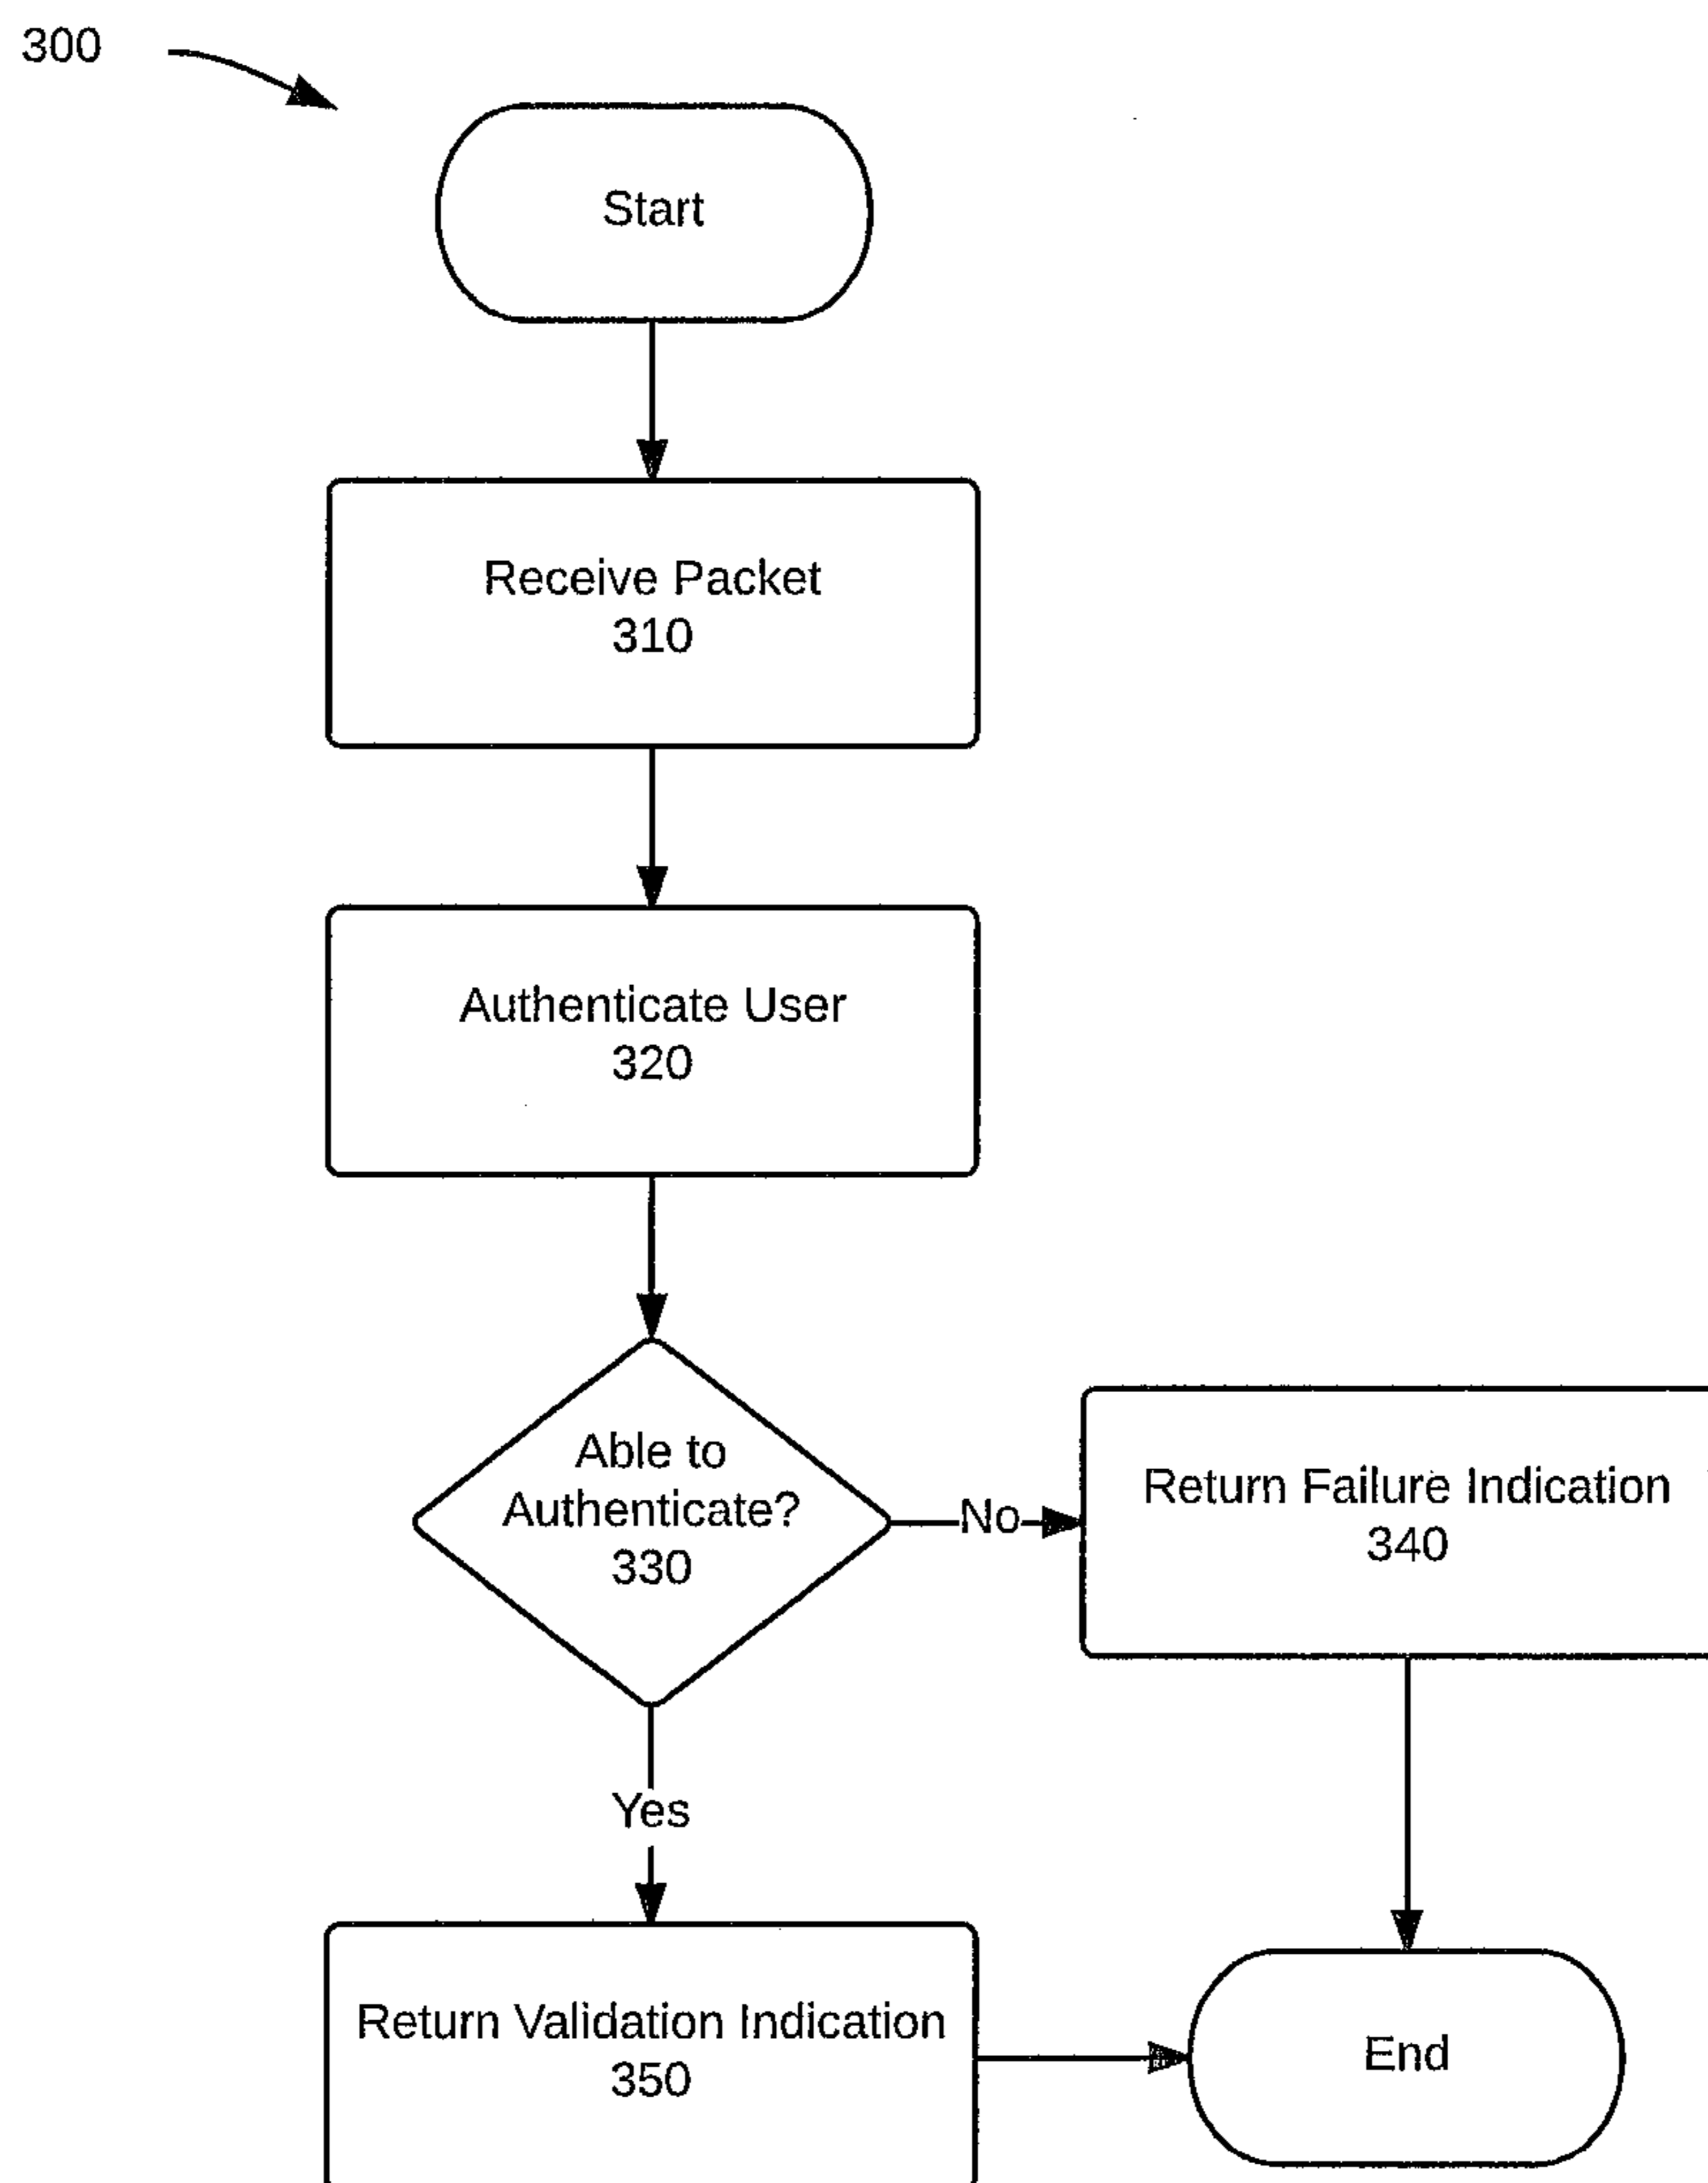 300
Start
Receive Packet
310
Authenticate User
320
Able to
Authenticate?
330
No
Return Failure Indication
340
Yes
Return Validation Indication
350
End